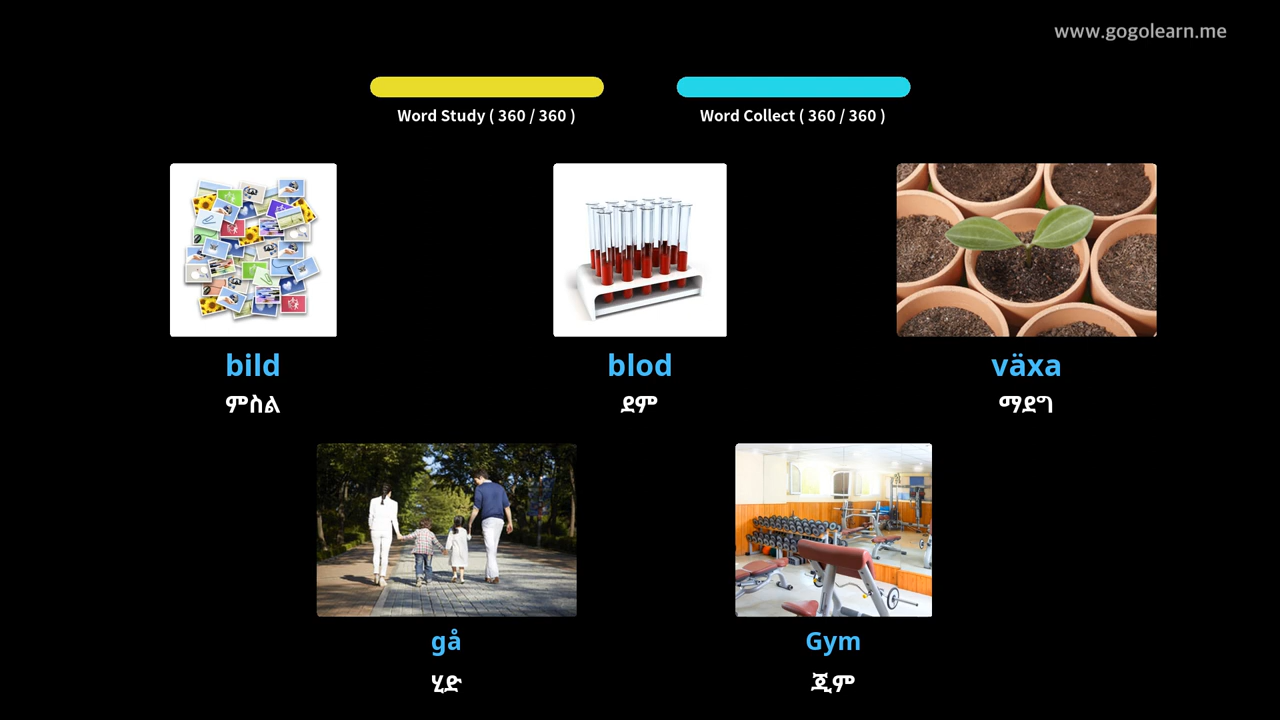 www.gogolearn.me
Word Study ( 360 / 360 )
Word Collect ( 360 / 360 )
bild
ምስል
blod
ደም
växa
ማደግ
gå
ሂድ
Gym
ጂም